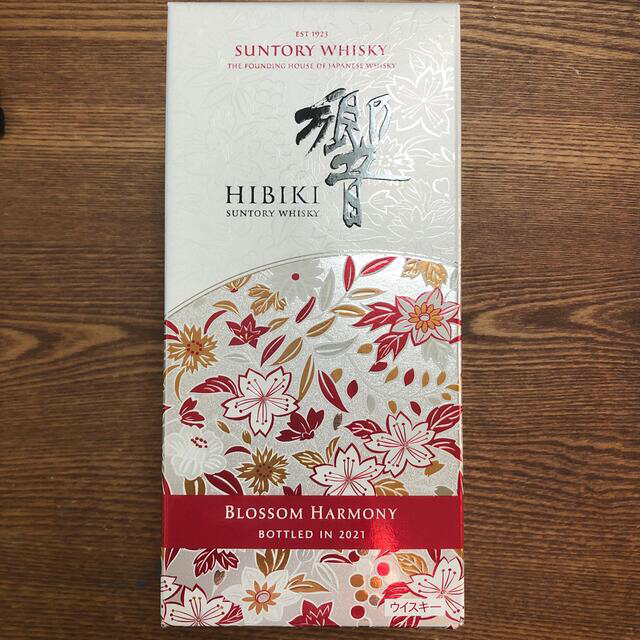 EST 1923
SUNTORY WHISKY
THE FOUNDING HOUSE OF JAPANESE WHISKY
響
HIBIKI
SUNTORY WHISKY
BLOSSOM HARMONY
BOTTLED IN 2021
ウイスキー